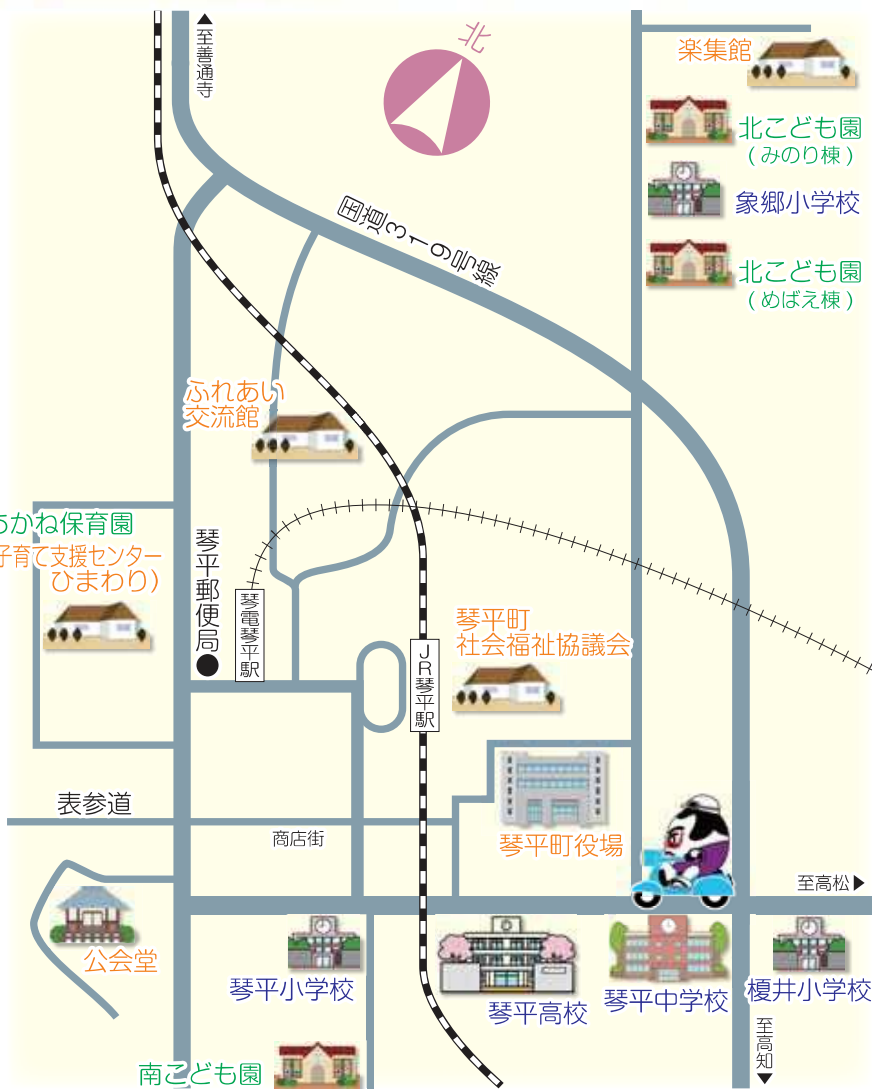 ▲至善通寺
北
楽集館
北こども園
(みのり棟)
象郷小学校
北こども園
(めばえ棟)
国道319号線
ふれあい
交流館
かね保育園
子育て支援センター
ひまわり)
琴平郵便局●
琴電琴平駅
JR琴平駅
琴平町
社会福祉協議会
表参道
商店街
琴平町役場
至高松▶
公会堂
琴平小学校
琴平高校
琴平中学校
榎井小学校
至高知▼
南こども園